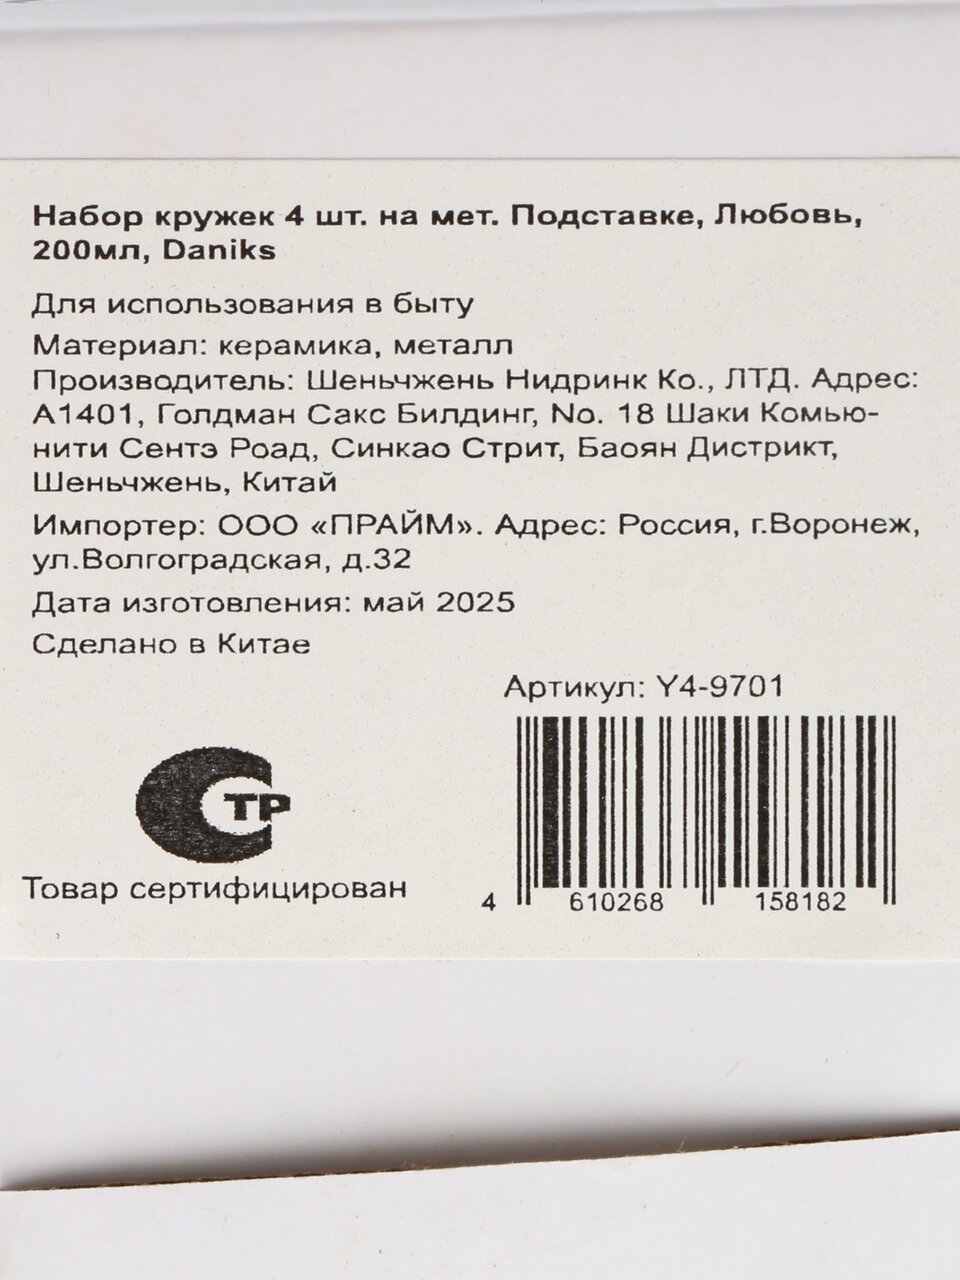 Набор кружек 4 шт. на мет. Подставке, Любовь,
200мл, Daniks
Для использования в быту
Материал: керамика, металл
Производитель: Шеньчжень Нидринк Ко., ЛТД. Адрес:
А1401, Голдман Сакс Билдинг, No. 18 Шаки Комью-
нити Сентэ Роад, Синкао Стрит, Баоян Дистрикт,
Шеньчжень, Китай
Импортер: ООО «ПРАЙМ». Адрес: Россия, г.Воронеж,
ул.Волгоградская, д.32
Дата изготовления: май 2025
Сделано в Китае
Артикул: Y4-9701
ТР
Товар сертифицирован
4 610268 158182